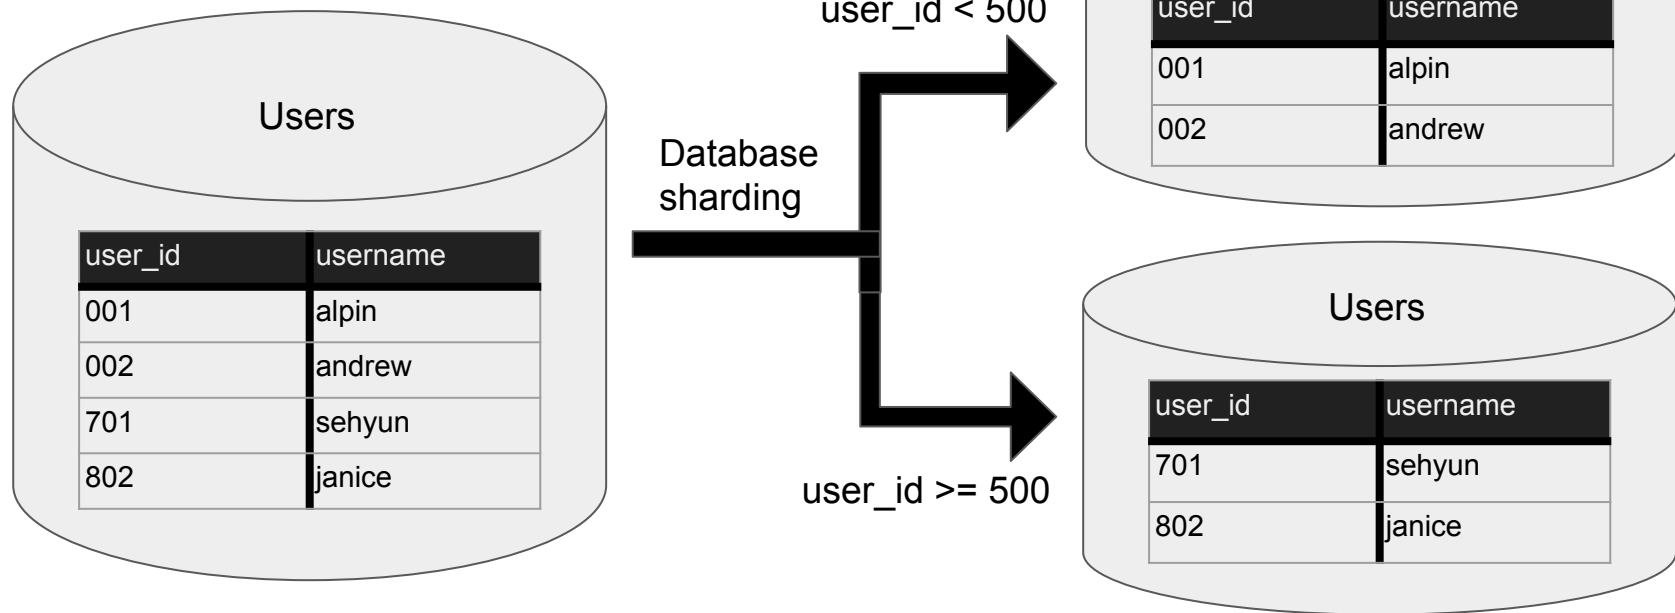 Users
user_id username
001 alpin
002 andrew
701 sehyun
802 janice
Database
sharding
user_id < 500
user_id >= 500
user_id username
001 alpin
002 andrew
Users
user_id username
701 sehyun
802 janice